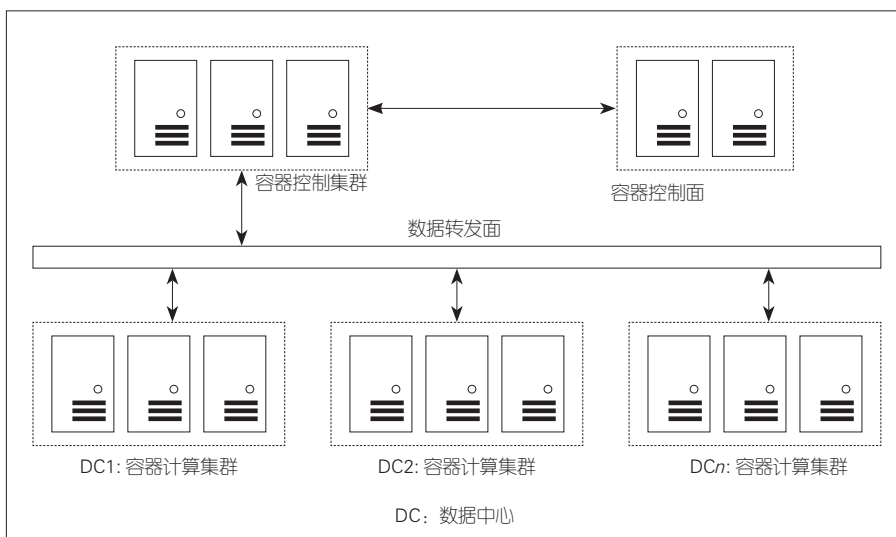 容器控制集群
容器控制面
数据转发面
DC1: 容器计算集群
DC2: 容器计算集群
DCn: 容器计算集群
DC：数据中心